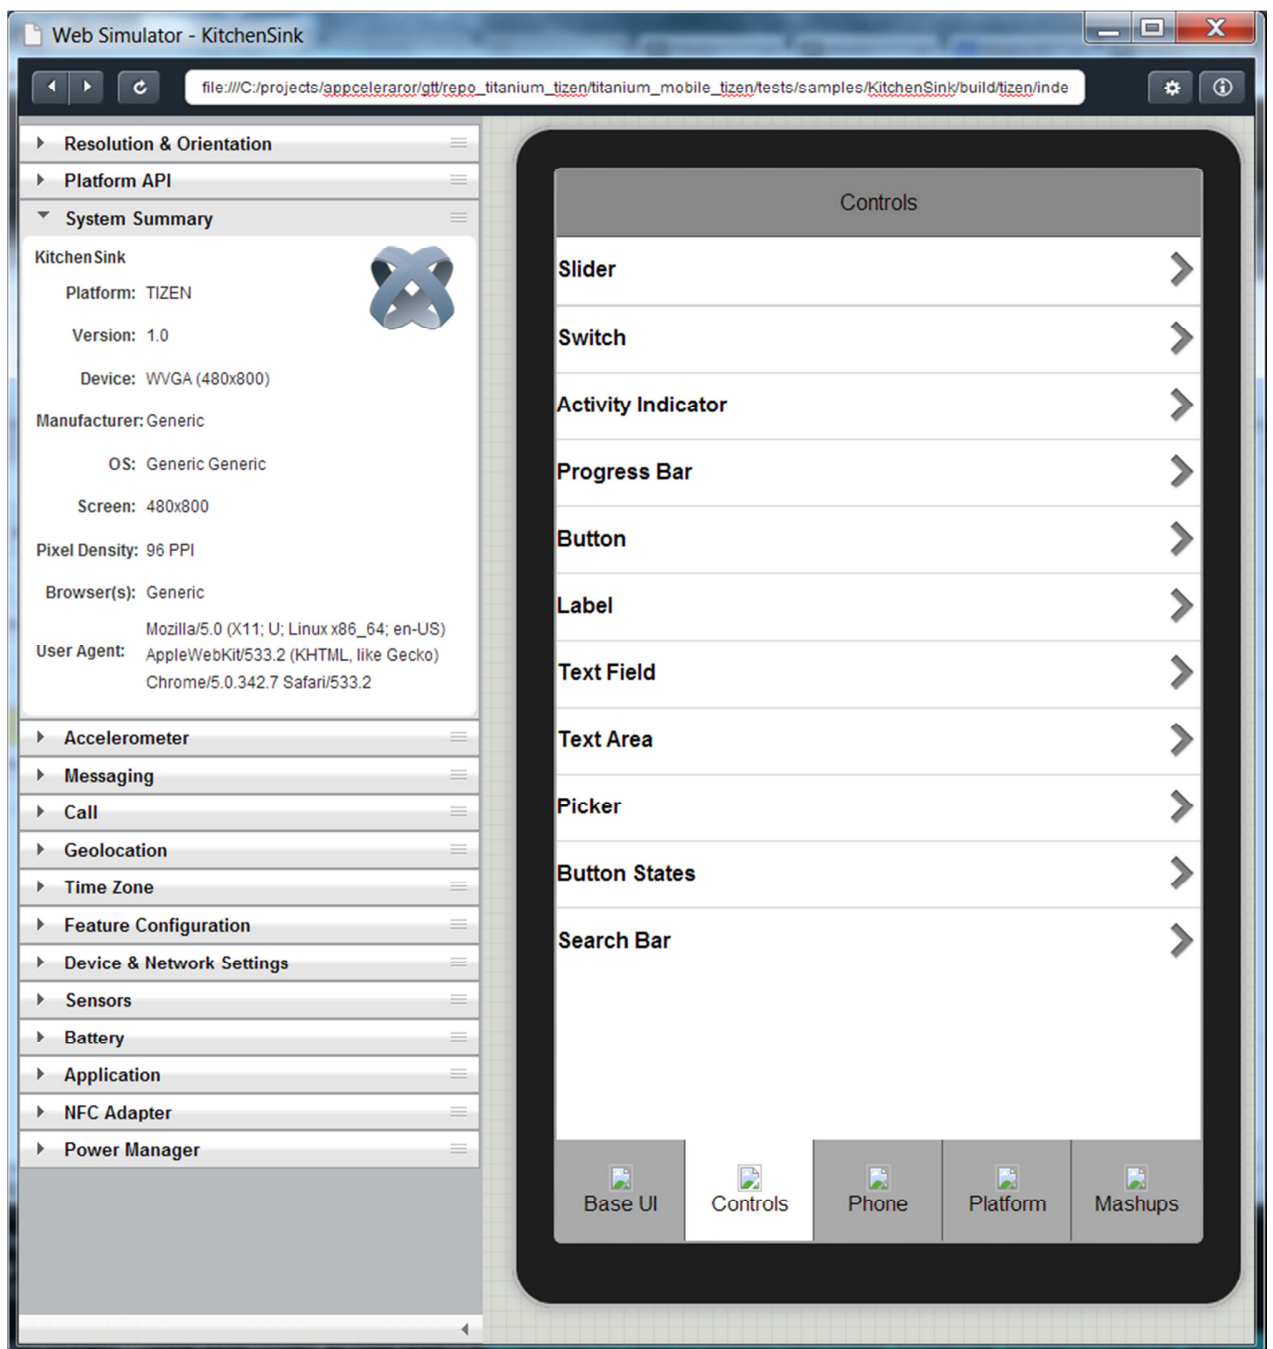 Web Simulator - KitchenSink
file:///C:/projects/appceleraror/gtt/repo_titanium_tizen/titanium_mobile_tizen/tests/samples/KitchenSink/build/tizen/inde
Resolution & Orientation
Platform API
System Summary
KitchenSink
Platform: TIZEN
Version: 1.0
Device: WVGA (480x800)
Manufacturer: Generic
OS: Generic Generic
Screen: 480x800
Pixel Density: 96 PPI
Browser(s): Generic
User Agent: Mozilla/5.0 (X11; U; Linux x86_64; en-US)
AppleWebKit/533.2 (KHTML, like Gecko)
Chrome/5.0.342.7 Safari/533.2
Accelerometer
Messaging
Call
Geolocation
Time Zone
Feature Configuration
Device & Network Settings
Sensors
Battery
Application
NFC Adapter
Power Manager
Controls
Slider
Switch
Activity Indicator
Progress Bar
Button
Label
Text Field
Text Area
Picker
Button States
Search Bar
Base UI
Controls
Phone
Platform
Mashups